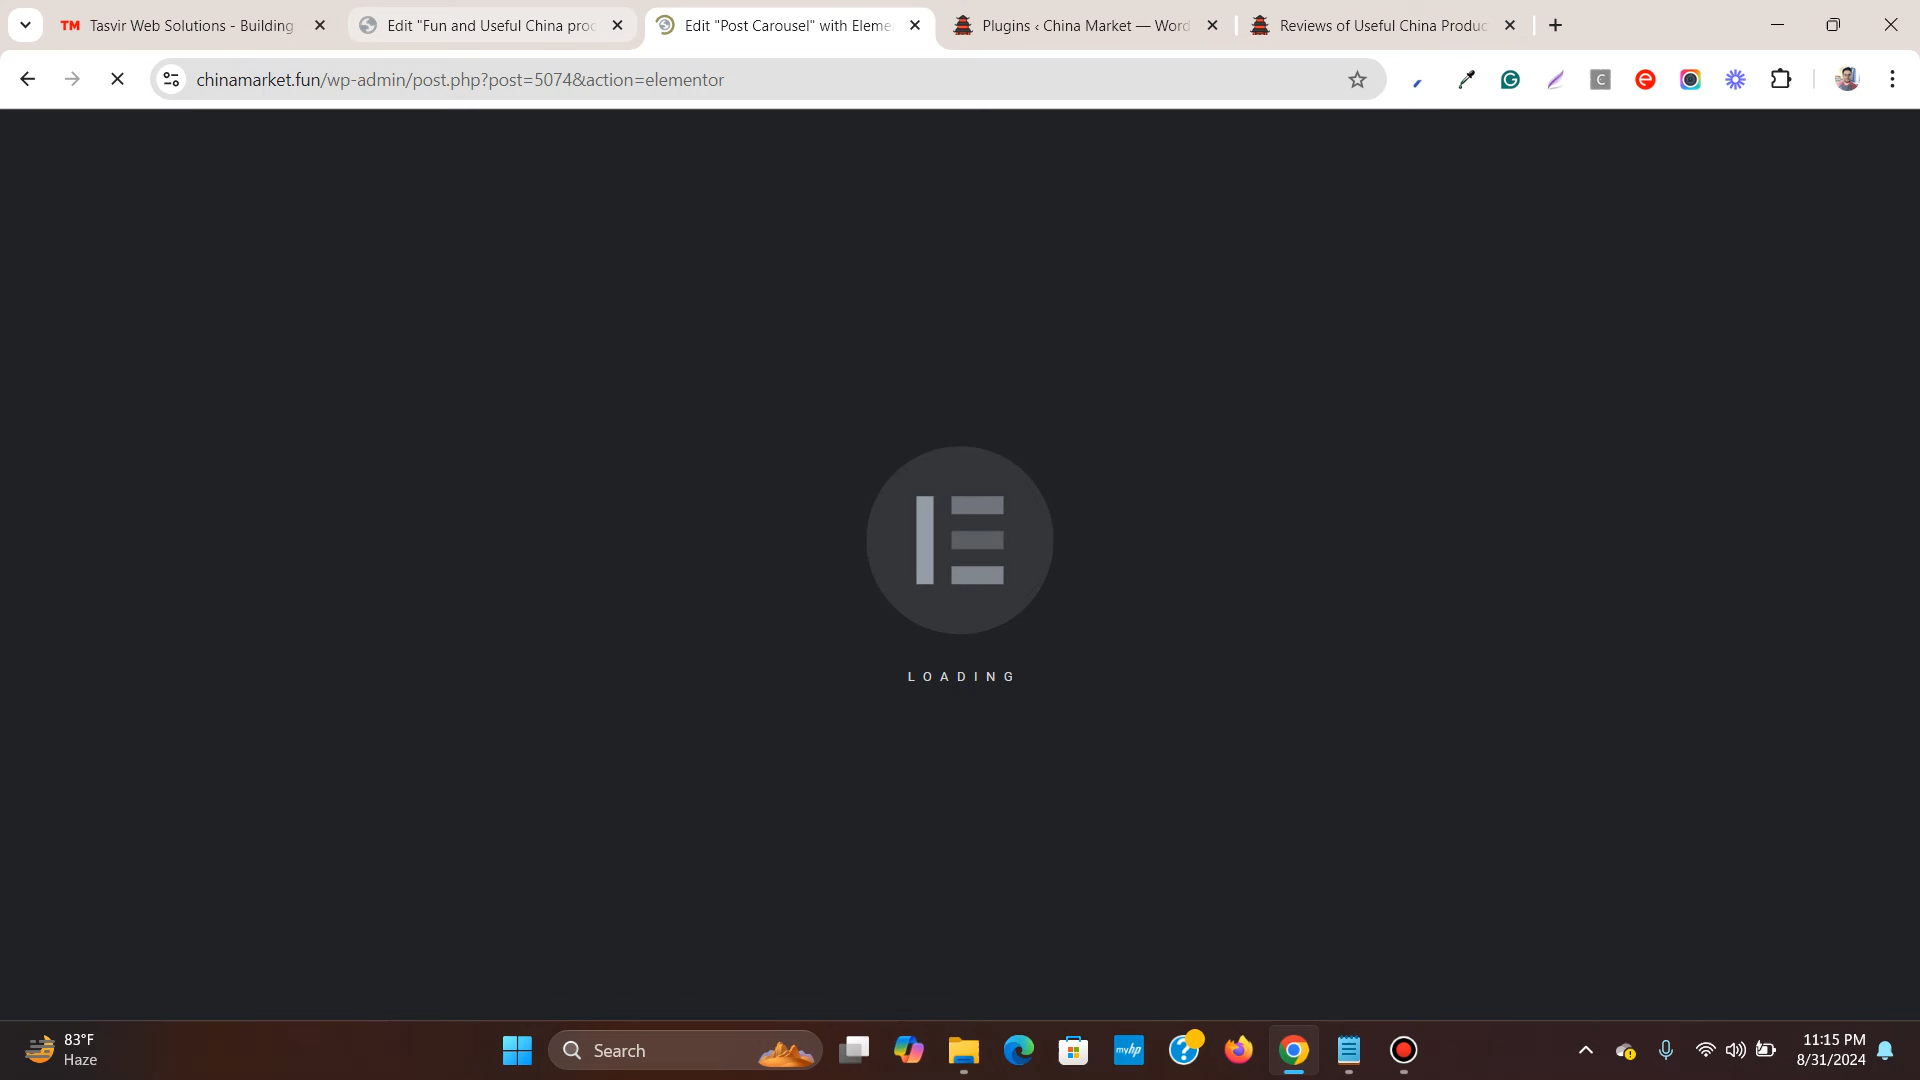 TM Tasvir Web Solutions - Building
Edit "Fun and Useful China prod
Edit "Post Carousel" with Eleme
Plugins ‹ China Market — Word
Reviews of Useful China Produc
chinamarket.fun/wp-admin/post.php?post=5074&action=elementor
LOADING
83°F
Haze
Search
myhp
11:15 PM
8/31/2024